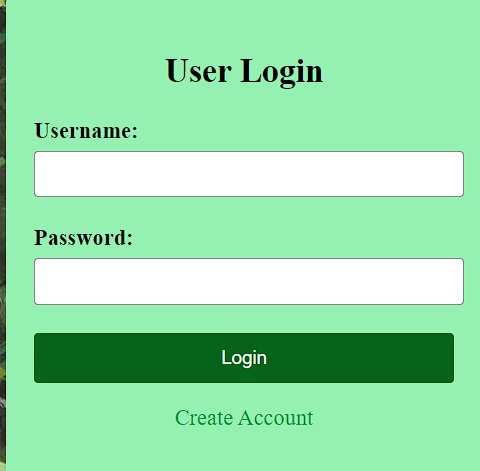 User Login
Username:
Password:
Login
Create Account